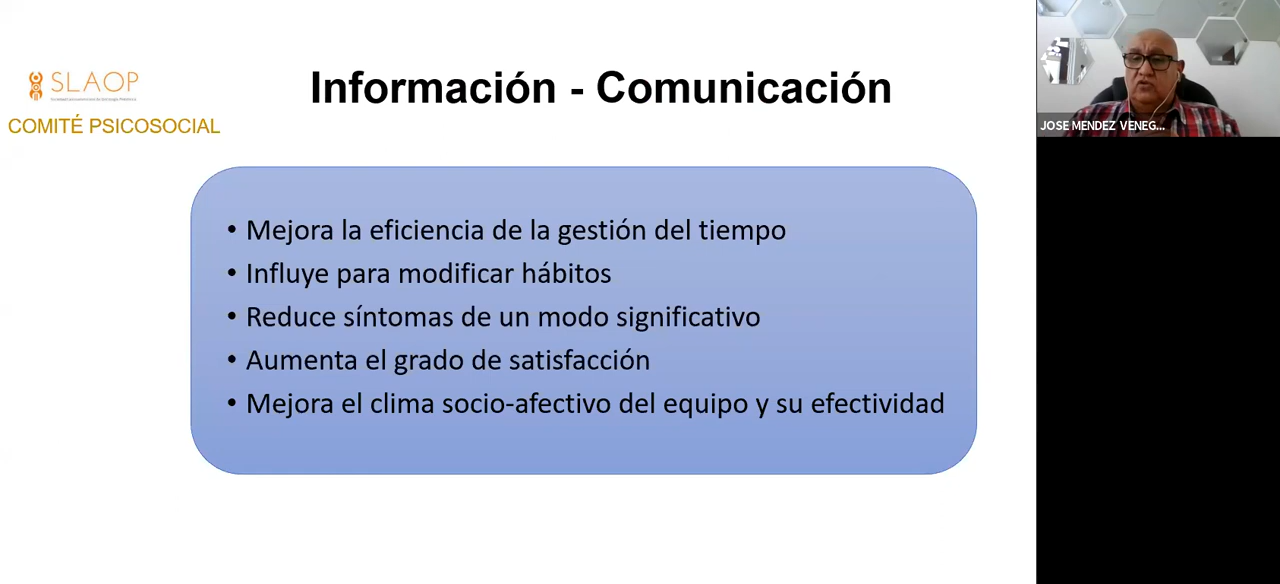 SLAOP
COMITÉ PSICOSOCIAL
Información - Comunicación
• Mejora la eficiencia de la gestión del tiempo
• Influye para modificar hábitos
• Reduce síntomas de un modo significativo
• Aumenta el grado de satisfacción
• Mejora el clima socio-afectivo del equipo y su efectividad
JOSE MENDEZ VENEG...